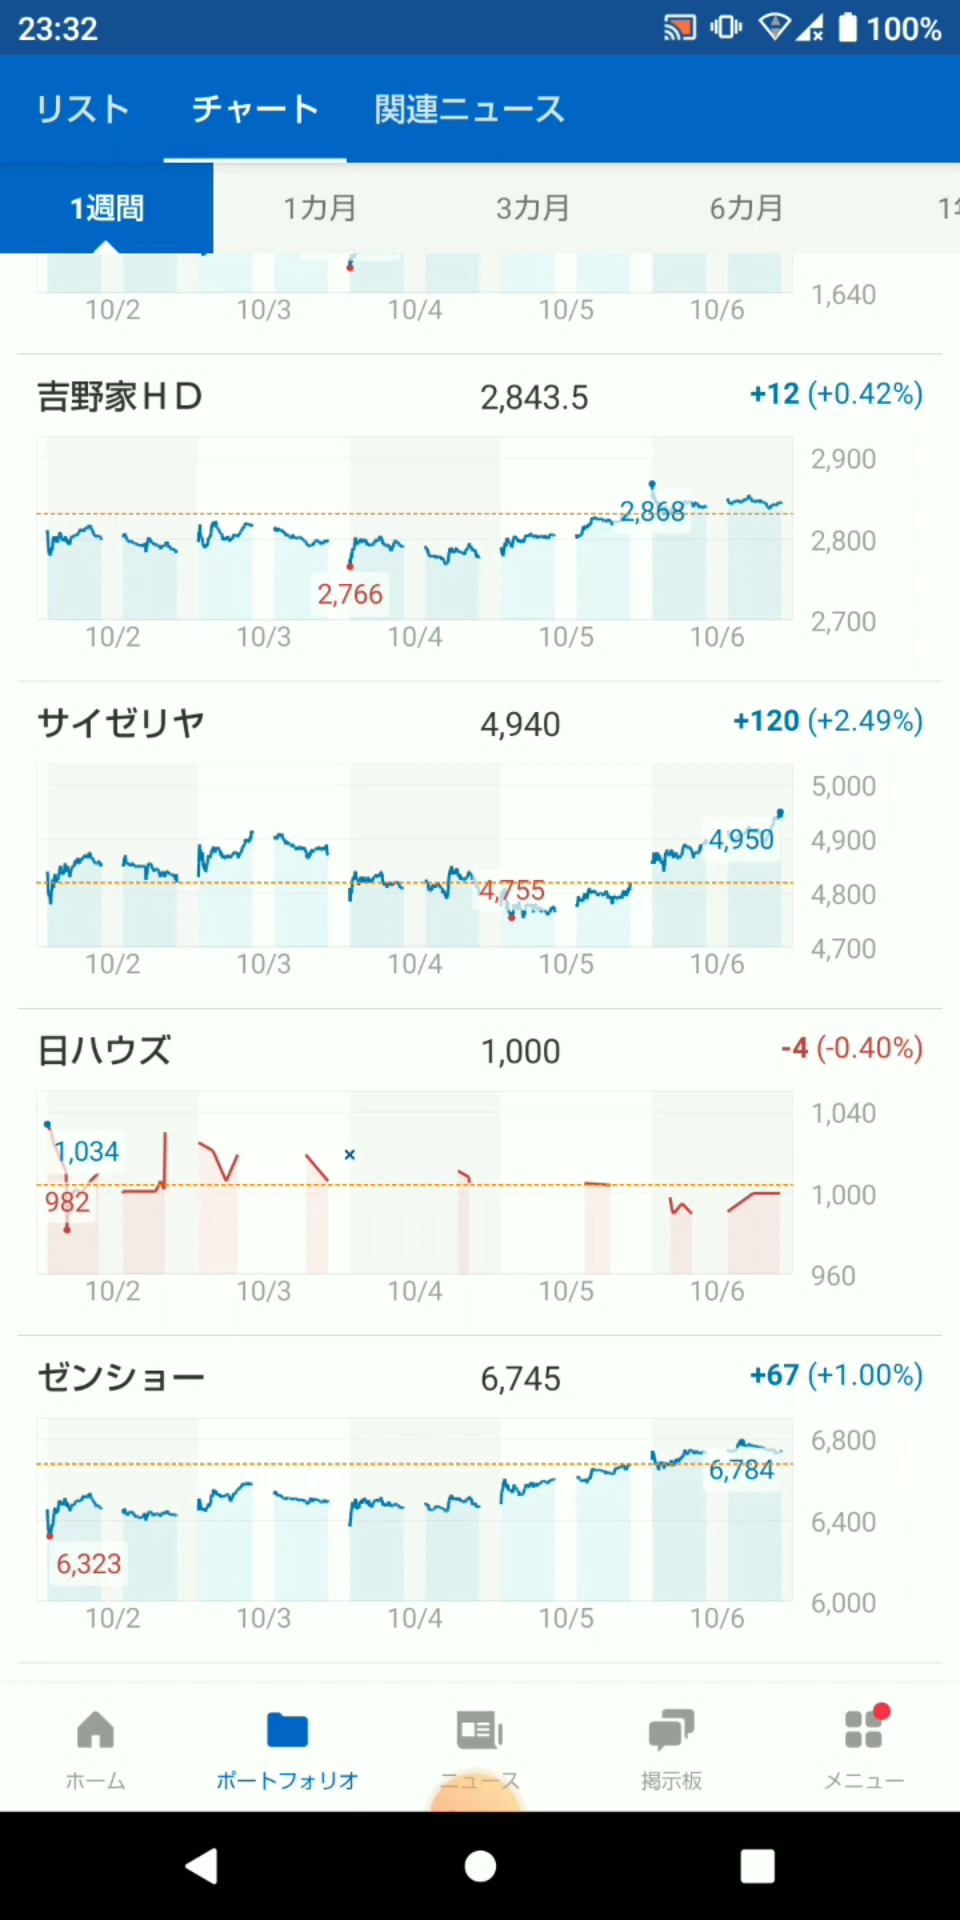 23:32 100%
リスト チャート 関連ニュース
1週間 1カ月 3カ月 6カ月
1,640
10/2 10/3 10/4 10/5 10/6
吉野家ＨＤ 2,843.5 +12 (+0.42%)
2,900
2,868
2,800
2,766
2,700
10/2 10/3 10/4 10/5 10/6
サイゼリヤ 4,940 +120 (+2.49%)
5,000
4,950 4,900
4,755 4,800
4,700
10/2 10/3 10/4 10/5 10/6
日ハウズ 1,000 -4 (-0.40%)
1,040
1,034
982 1,000
960
10/2 10/3 10/4 10/5 10/6
ゼンショー 6,745 +67 (+1.00%)
6,800
6,784
6,400
6,323
6,000
10/2 10/3 10/4 10/5 10/6
ホーム ポートフォリオ ニュース 掲示板 メニュー